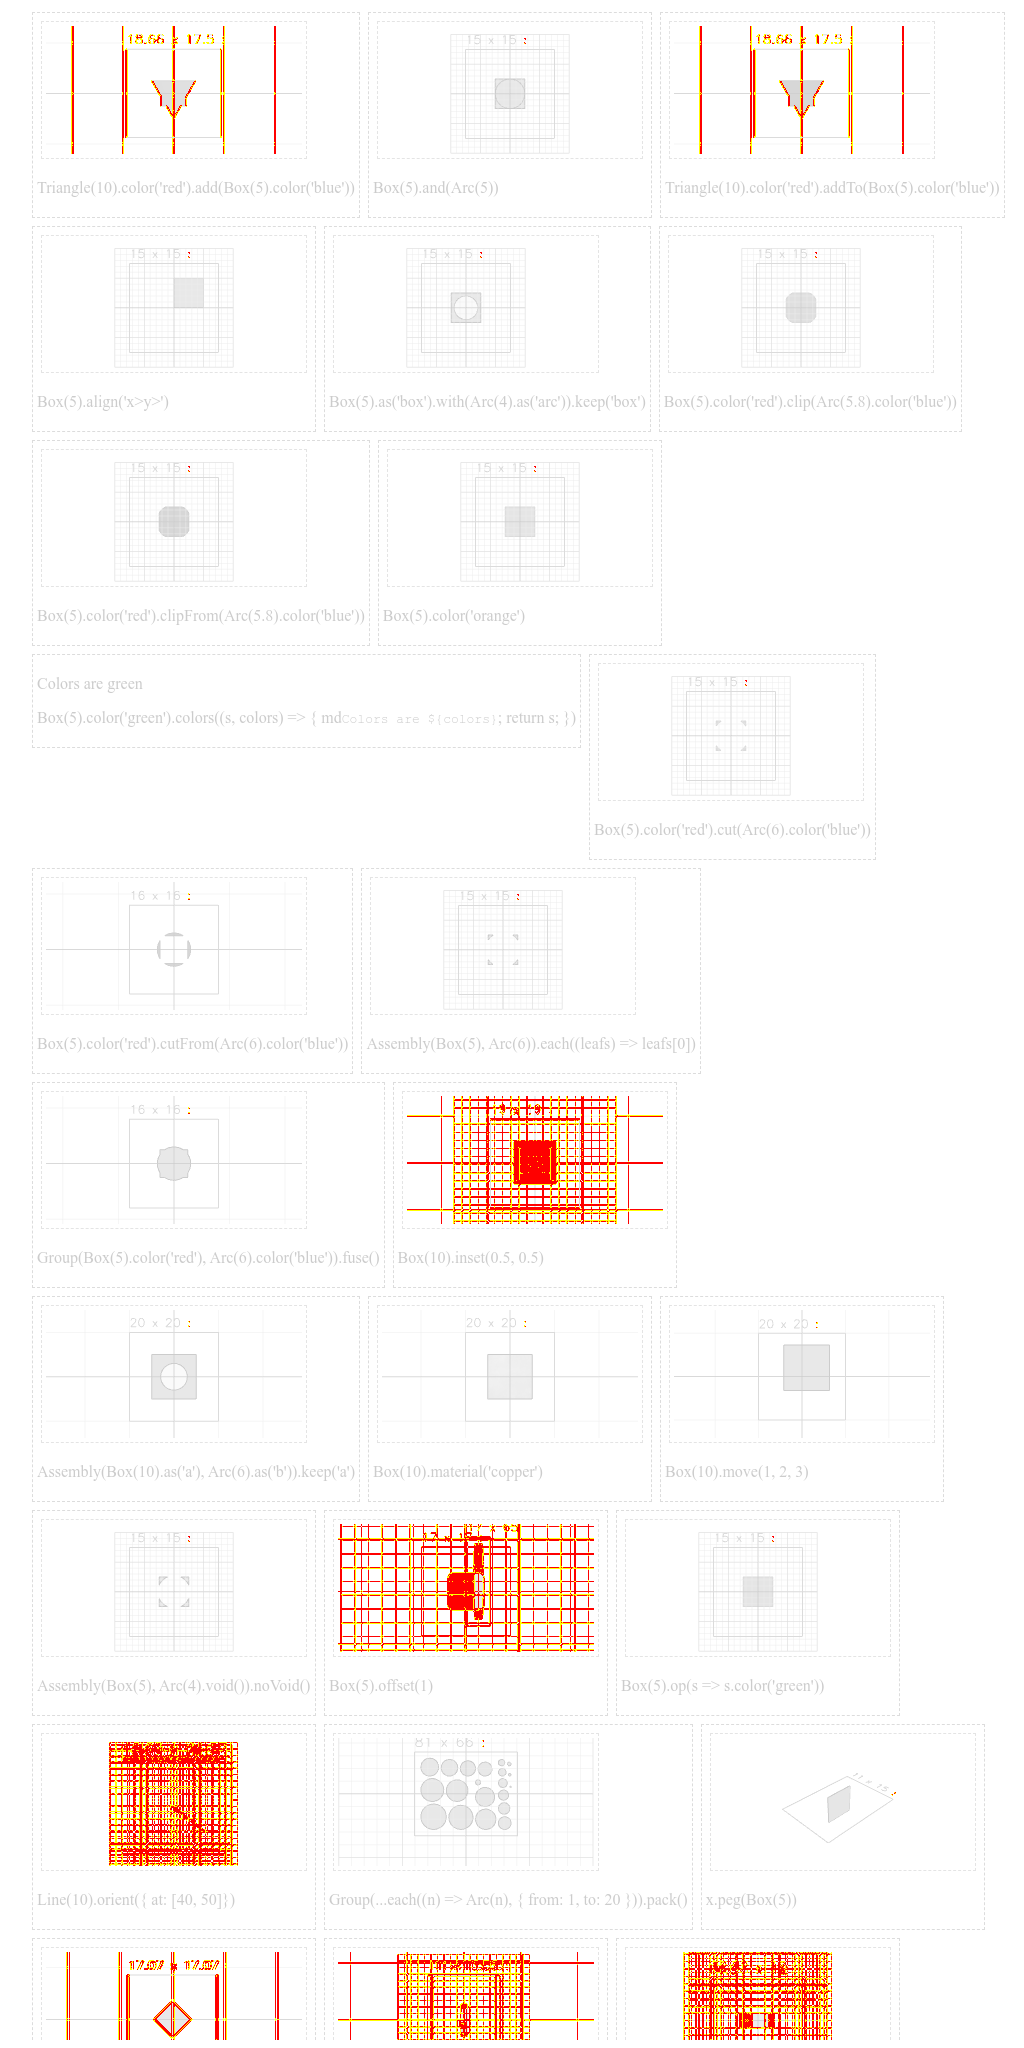 18.66 x 17.5
15 x 15
18.66 x 17.5
Triangle(10).color('red').add(Box(5).color('blue'))
Box(5).and(Arc(5))
Triangle(10).color('red').addTo(Box(5).color('blue'))
15 x 15
15 x 15
15 x 15
Box(5).align('x>y>')
Box(5).as('box').with(Arc(4).as('arc')).keep('box')
Box(5).color('red').clip(Arc(5.8).color('blue'))
15 x 15
15 x 15
Box(5).color('red').clipFrom(Arc(5.8).color('blue'))
Box(5).color('orange')
Colors are green
Box(5).color('green').colors((s, colors) => { mdColors are ${colors}; return s; })
15 x 15
Box(5).color('red').cut(Arc(6).color('blue'))
16 x 16
15 x 15
Box(5).color('red').cutFrom(Arc(6).color('blue'))
Assembly(Box(5), Arc(6)).each((leafs) => leafs[0])
16 x 16
Group(Box(5).color('red'), Arc(6).color('blue')).fuse()
Box(10).inset(0.5, 0.5)
20 x 20
20 x 20
20 x 20
Assembly(Box(10).as('a'), Arc(6).as('b')).keep('a')
Box(10).material('copper')
Box(10).move(1, 2, 3)
15 x 15
15 x 15
Assembly(Box(5), Arc(4).void()).noVoid()
Box(5).offset(1)
Box(5).op(s => s.color('green'))
81 x 66
Line(10).orient({ at: [40, 50]})
Group(...each((n) => Arc(n), { from: 1, to: 20 })).pack()
x.peg(Box(5))
17.07 x 17.07